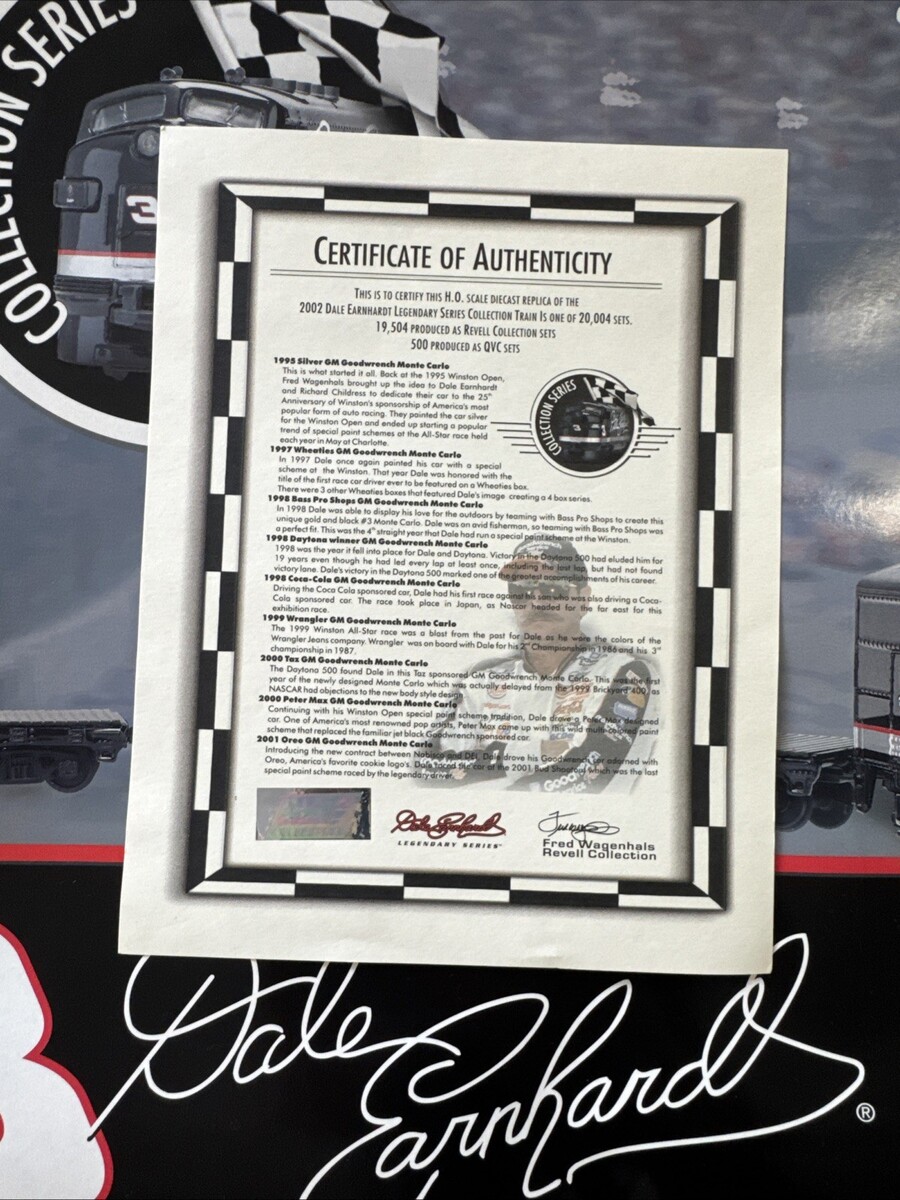 COLLECTION SERIES
3
CERTIFICATE OF AUTHENTICITY
THIS IS TO CERTIFY THIS H.O. SCALE DIECAST REPLICA OF THE
2002 DALE EARNHARDT LEGENDARY SERIES COLLECTION TRAIN IS ONE OF 20,004 SETS.
19,504 PRODUCED AS REVELL COLLECTION SETS
500 PRODUCED AS QVC SETS
1995 Silver GM Goodwrench Monte Carlo
This is what started it all. Back at the 1995 Winston Open,
Fred Wagenhals brought up the idea to Dale Earnhardt
and Richard Childress to dedicate their car to the 25th
Anniversary of Winston's sponsorship of America's most
popular form of auto racing. They painted the car silver
for the Winston Open and ended up starting a popular
trend of special paint schemes at the All-Star race held
each year in May at Charlotte.
COLLECTION SERIES
3
1997 Wheaties GM Goodwrench Monte Carlo
In 1997 Dale once again painted his car with a special
scheme at the Winston. That year Dale was honored with the
title of the first race car driver ever to be featured on a Wheaties box.
There were 3 other Wheaties boxes that featured Dale's image creating a 4 box series.
1998 Bass Pro Shops GM Goodwrench Monte Carlo
In 1998 Dale was able to display his love for the outdoors by teaming with Bass Pro Shops to create this
unique gold and black #3 Monte Carlo. Dale was an avid fisherman, so teaming with Bass Pro Shops was
a perfect fit. This was the 4th straight year that Dale had run a special paint scheme at the Winston.
1998 Daytona winner GM Goodwrench Monte Carlo
1998 was the year it fell into place for Dale and Daytona. Victory in the Daytona 500 had eluded him for
19 years even though he had led every lap at least once, including the last lap, but had not found
victory lane. Dale's victory in the Daytona 500 marked one of the greatest accomplishments of his career.
1998 Coca-Cola GM Goodwrench Monte Carlo
Driving the Coca Cola sponsored car, Dale had his first race against his son who was also driving a Coca-
Cola sponsored car. The race took place in Japan, as Nascar headed for the far east for this
exhibition race.
1999 Wrangler GM Goodwrench Monte Carlo
The 1999 Winston All-Star race was a blast from the past for Dale as he wore the colors of the
Wrangler Jeans company. Wrangler was on board with Dale for his 2nd Championship in 1986 and his 3rd
championship in 1987.
2000 Taz GM Goodwrench Monte Carlo
The Daytona 500 found Dale in this Taz sponsored GM Goodwrench Monte Carlo. This was the first
year of the newly designed Monte Carlo which was actually delayed from the 1999 Brickyard 400, as
NASCAR had objections to the new body style design.
2000 Peter Max GM Goodwrench Monte Carlo
Continuing with his Winston Open special paint scheme tradition, Dale drove a Peter Max designed
car. One of America's most renowned pop artists, Peter Max came up with this wild multi-colored paint
scheme that replaced the familiar jet black Goodwrench sponsored car.
2001 Oreo GM Goodwrench Monte Carlo
Introducing the new contract between Nabisco and DEI, Dale drove his Goodwrench car adorned with
Oreo, America's favorite cookie logo's. Dale raced the car at the 2001 Bud Shootout which was the last
special paint scheme raced by the legendary driver.
Dale Earnhardt
LEGENDARY SERIES
Fred Wagenhals
Revell Collection
Dale
Earnhardt ®